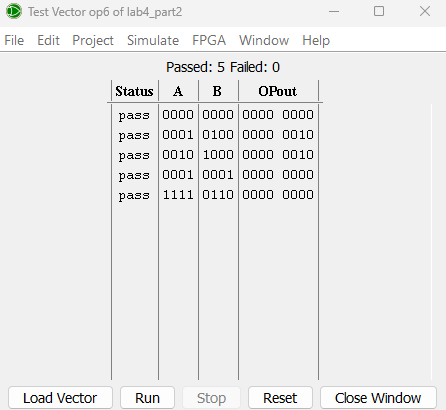 Test Vector op6 of lab4_part2
File Edit Project Simulate FPGA Window Help
Passed: 5 Failed: 0
Status A B OPout
pass 0000 0000 0000 0000
pass 0001 0100 0000 0010
pass 0010 1000 0000 0010
pass 0001 0001 0000 0000
pass 1111 0110 0000 0000
Load Vector Run Stop Reset Close Window